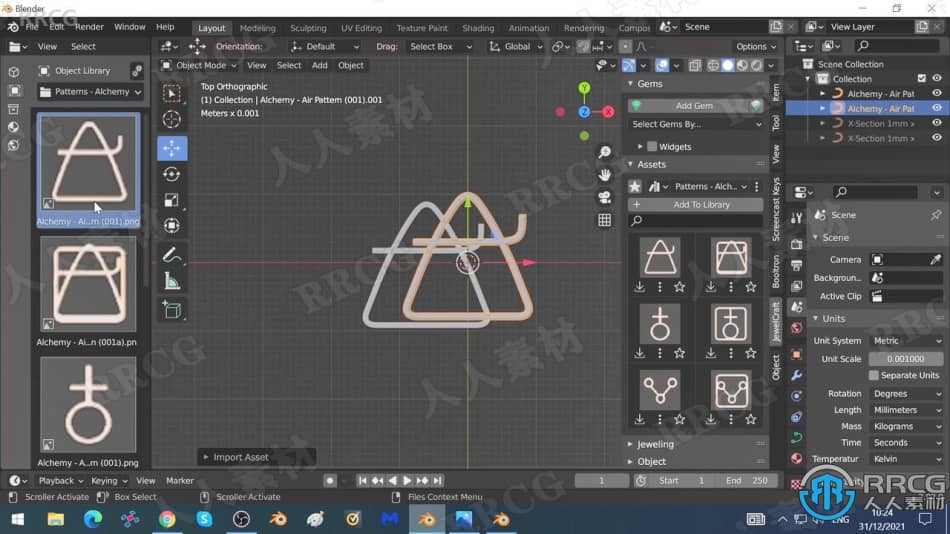 Blender
File Edit Render Window Help
Layout Modeling Sculpting UV Editing Texture Paint Shading Animation Rendering Compos
Scene
View Layer
View Select
Orientation: Default Drag: Select Box Global Options
Object Mode View Select Add Object
Top Orthographic
(1) Collection | Alchemy - Air Pattern (001).001
Meters x 0.001
Object Library
Patterns - Alchemy
Alchemy - Ai...n (001).png
Alchemy - Ai...n (001a).pn
Alchemy - A...m (001).png
Y
X
Z
Import Asset
Gems
Add Gem
Select Gems By...
Widgets
Assets
Patterns - Alch...
Add To Library
Jeweling
Object
Item
Tool
View
Screencast Keys
Booltron
JewelCraft
Object
Scene Collection
Collection
Alchemy - Air Pat
Alchemy - Air Pat
X-Section 1mm x
X-Section 1mm x
Scene
Scene
Camera
Backgroun..
Active Clip
Units
Unit System Metric
Unit Scale 0.001000
Separate Units
Rotation Degrees
Length Millimeters
Mass Kilograms
Time Seconds
Temperatur Kelvin
Playback Keying View Marker
1 Start 1 End 250
Scroller Activate Box Select Scroller Activate Files Context Menu
ENG
10:24
31/12/2021
RRCG
人人素材